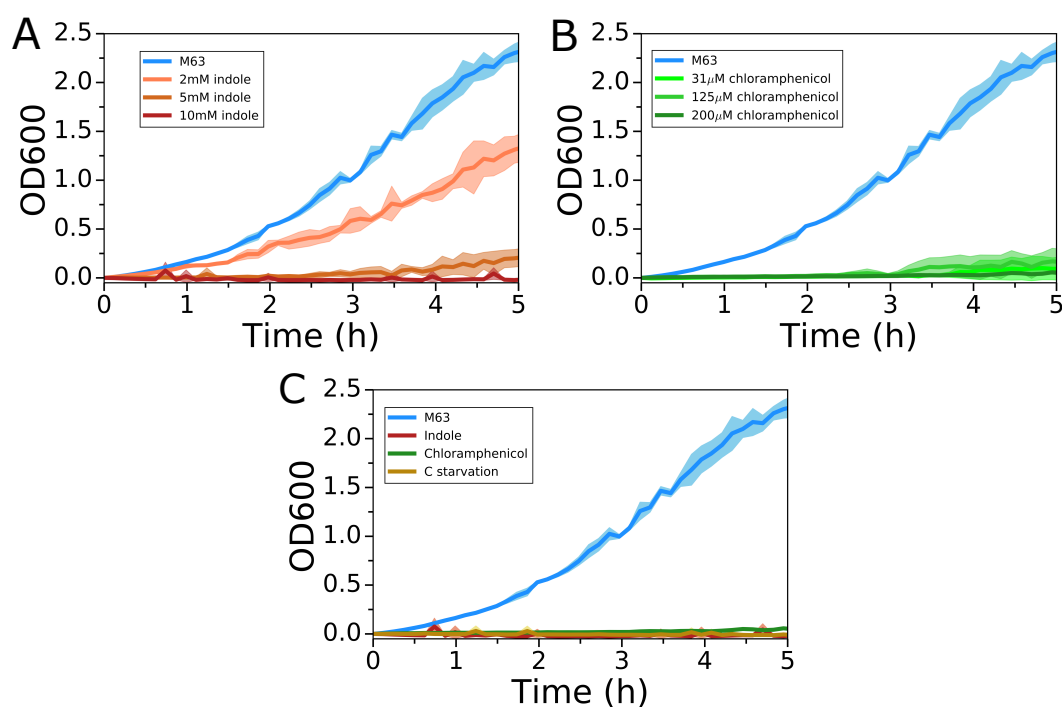 A
OD600
2.5
2.0
1.5
1.0
0.5
0.0
M63
2mM indole
5mM indole
10mM indole
0 1 2 3 4 5
Time (h)
B
OD600
2.5
2.0
1.5
1.0
0.5
0.0
M63
31μM chloramphenicol
125μM chloramphenicol
200μM chloramphenicol
0 1 2 3 4 5
Time (h)
C
OD600
2.5
2.0
1.5
1.0
0.5
0.0
M63
Indole
Chloramphenicol
C starvation
0 1 2 3 4 5
Time (h)